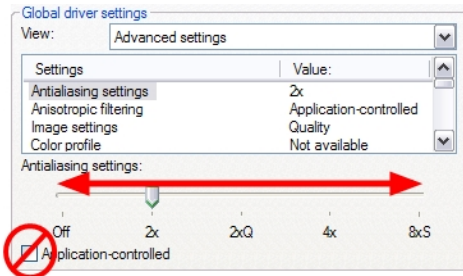 Global driver settings
View: Advanced settings
Settings Value:
Antialiasing settings 2x
Anisotropic filtering Application-controlled
Image settings Quality
Color profile Not available
Antialiasing settings:
Off 2x 2xQ 4x 8xS
Application-controlled